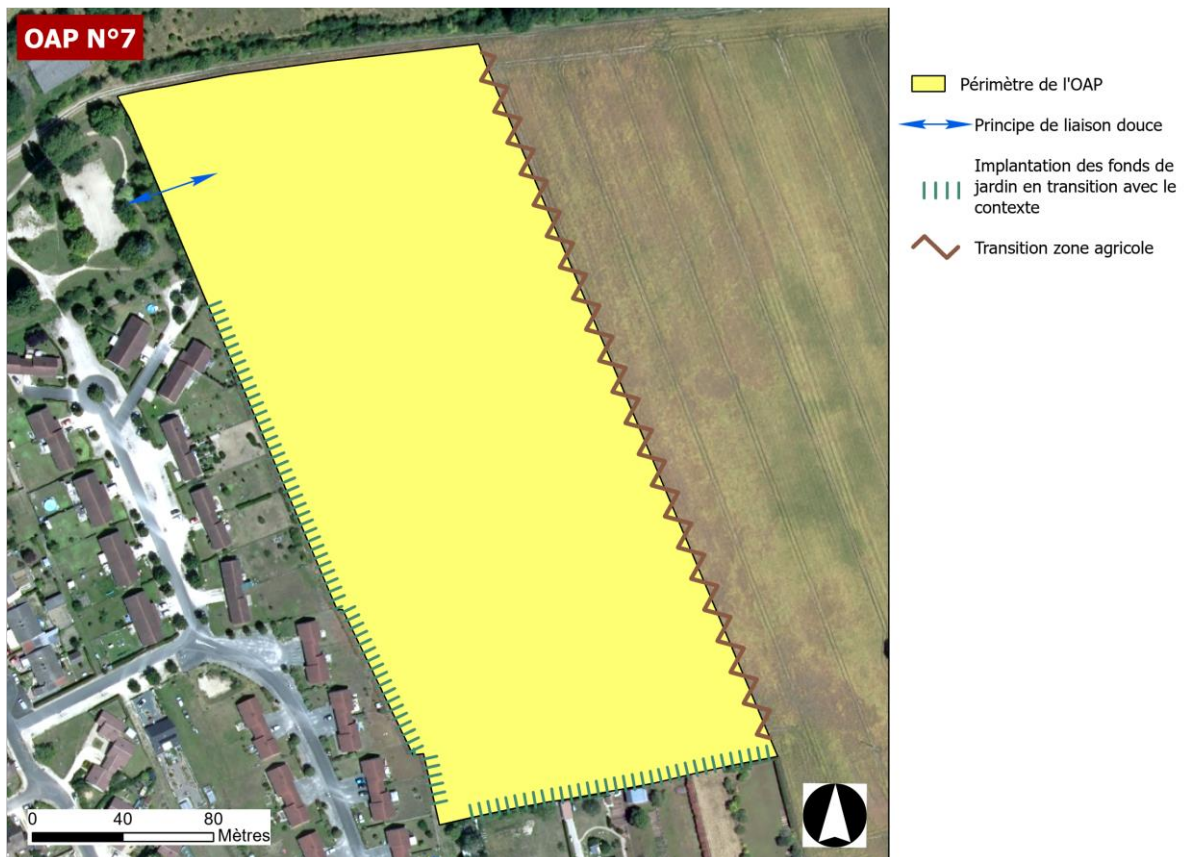 OAP N°7
Périmètre de l'OAP
Principe de liaison douce
Implantation des fonds de
jardin en transition avec le
contexte
Transition zone agricole
0 40 80
Mètres